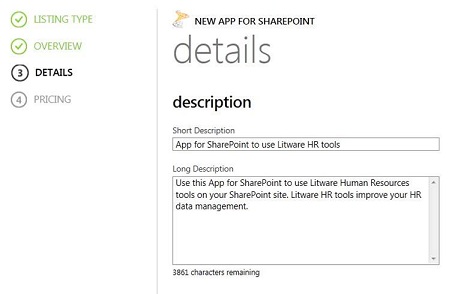 LISTING TYPE
OVERVIEW
3 DETAILS
4 PRICING
NEW APP FOR SHAREPOINT
details
description
Short Description
App for SharePoint to use Litware HR tools
Long Description
Use this App for SharePoint to use Litware Human Resources
tools on your SharePoint site. Litware HR tools improve your HR
data management.
3861 characters remaining